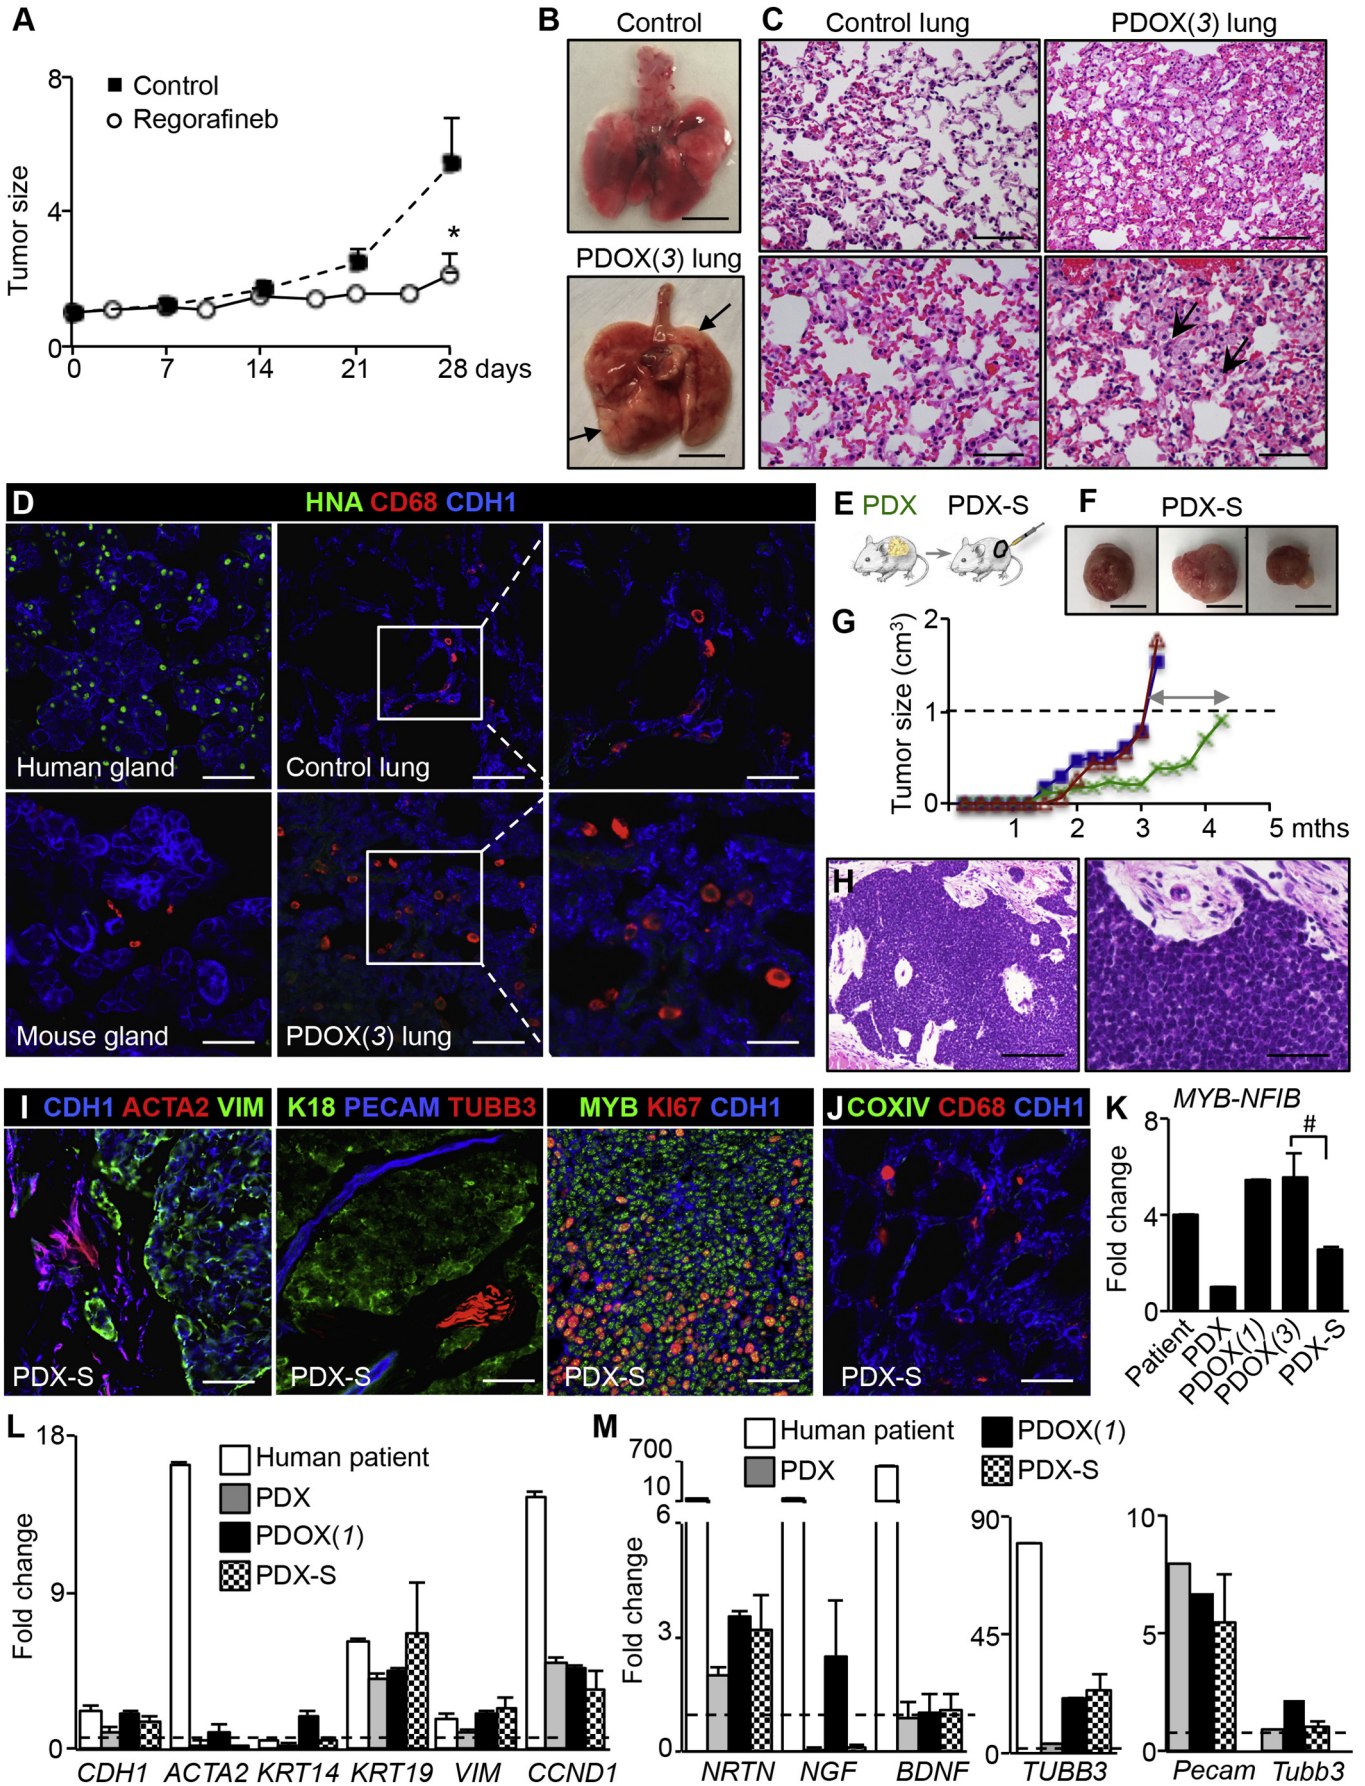 A
8
Control
Regorafineb
4
0
Tumor size
0 7 14 21 28 days
*
B
Control
PDOX(3) lung
C
Control lung
PDOX(3) lung
D
HNA CD68 CDH1
Human gland
Control lung
Mouse gland
PDOX(3) lung
E
PDX PDX-S
F
PDX-S
G
2
1
0
Tumor size (cm³)
1 2 3 4 5 mths
H
I
CDH1 ACTA2 VIM
K18 PECAM TUBB3
MYB KI67 CDH1
PDX-S
PDX-S
PDX-S
J
COXIV CD68 CDH1
PDX-S
K
MYB-NFIB
8
4
0
Fold change
#
Patient
PDX
PDOX(1)
PDOX(3)
PDX-S
L
18
9
0
Fold change
Human patient
PDX
PDOX(1)
PDX-S
CDH1 ACTA2 KRT14 KRT19 VIM CCND1
M
Human patient
PDX
PDOX(1)
PDX-S
700
10
6
3
0
Fold change
NRTN NGF BDNF
90
45
0
TUBB3
10
5
0
Pecam Tubb3